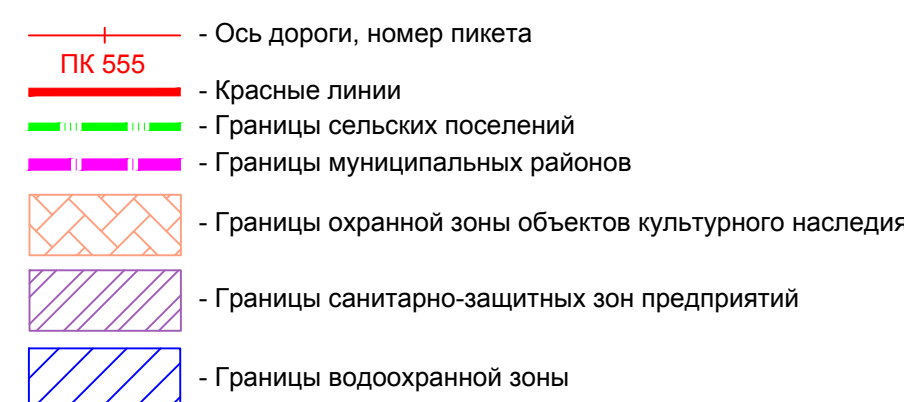 - Ось дороги, номер пикета
ПК 555
- Красные линии
- Границы сельских поселений
- Границы муниципальных районов
- Границы охранной зоны объектов культурного наследия
- Границы санитарно-защитных зон предприятий
- Границы водоохранной зоны